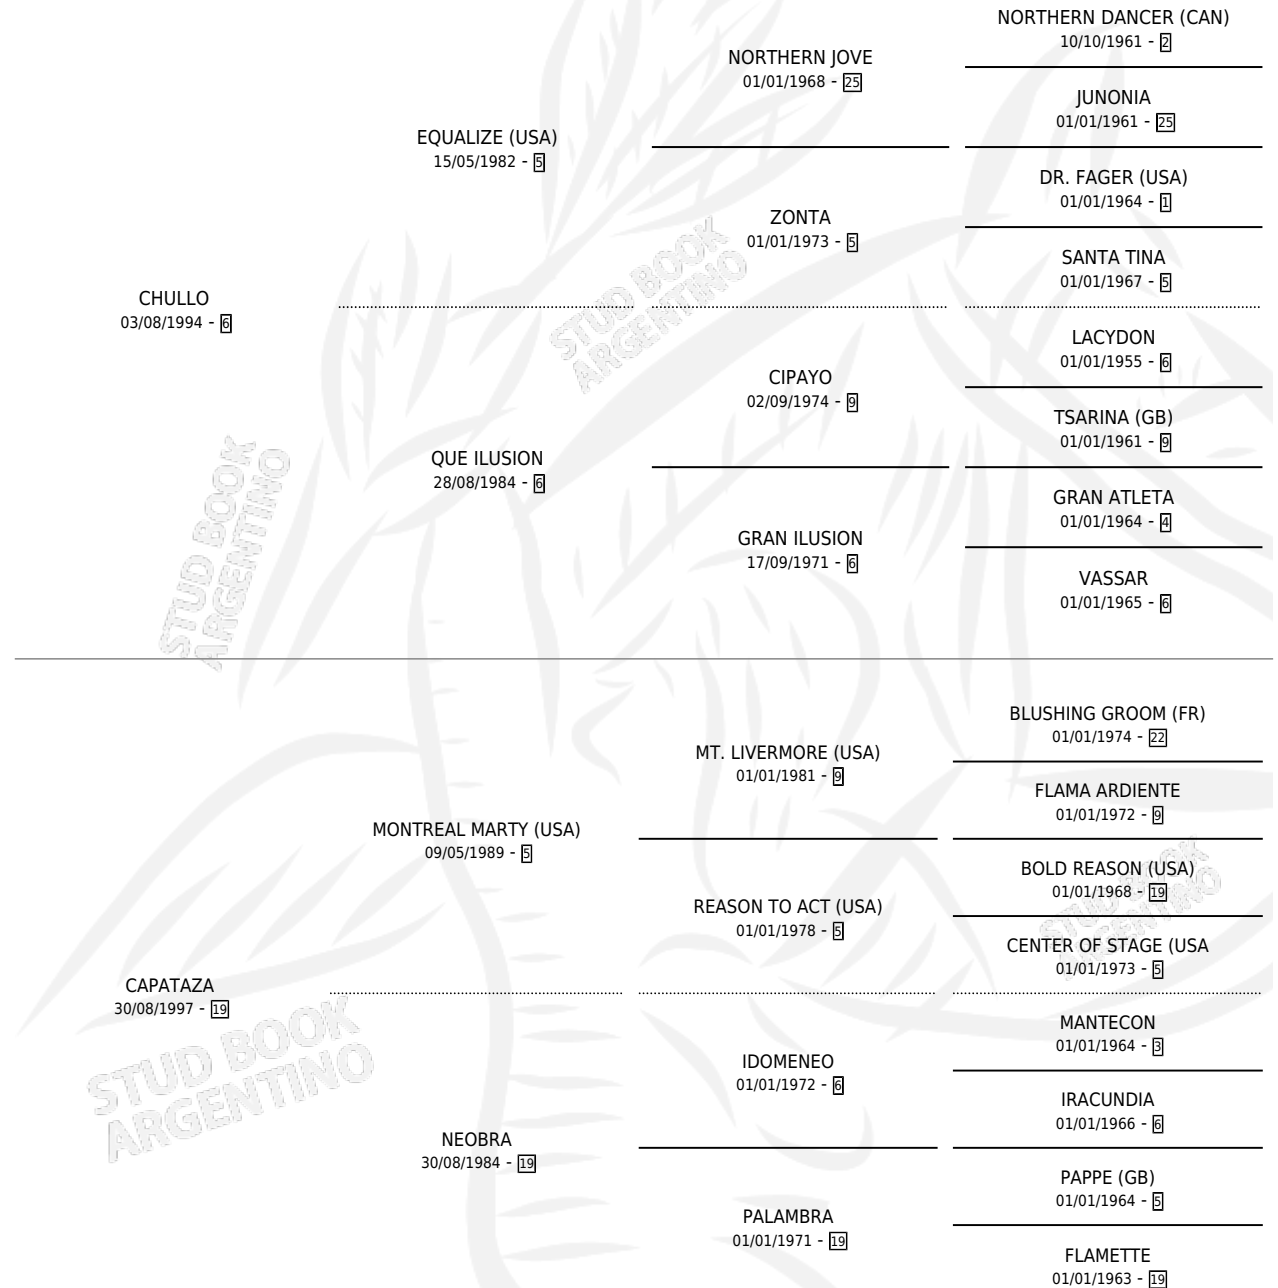 NORTHERN DANCER (CAN)
10/10/1961 - 2
NORTHERN JOVE
01/01/1968 - 25
JUNONIA
01/01/1961 - 25
EQUALIZE (USA)
15/05/1982 - 5
DR. FAGER (USA)
01/01/1964 - 1
ZONTA
01/01/1973 - 5
SANTA TINA
01/01/1967 - 5
STUD BOOK
ARGENTINO
CHULLO
03/08/1994 - 6
LACYDON
01/01/1955 - 6
CIPAYO
02/09/1974 - 9
TSARINA (GB)
01/01/1961 - 9
QUE ILUSION
28/08/1984 - 6
GRAN ATLETA
01/01/1964 - 4
GRAN ILUSION
17/09/1971 - 6
VASSAR
01/01/1965 - 6
STUD BOOK
ARGENTINO
BLUSHING GROOM (FR)
01/01/1974 - 22
MT. LIVERMORE (USA)
01/01/1981 - 9
FLAMA ARDIENTE
01/01/1972 - 9
MONTREAL MARTY (USA)
09/05/1989 - 5
BOLD REASON (USA)
01/01/1968 - 19
REASON TO ACT (USA)
01/01/1978 - 5
CENTER OF STAGE (USA
01/01/1973 - 5
STUD BOOK
ARGENTINO
CAPATAZA
30/08/1997 - 19
MANTECON
01/01/1964 - 3
IDOMENEO
01/01/1972 - 6
IRACUNDIA
01/01/1966 - 6
STUD BOOK
ARGENTINO
NEOBRA
30/08/1984 - 19
PAPPE (GB)
01/01/1964 - 5
PALAMBRA
01/01/1971 - 19
FLAMETTE
01/01/1963 - 19